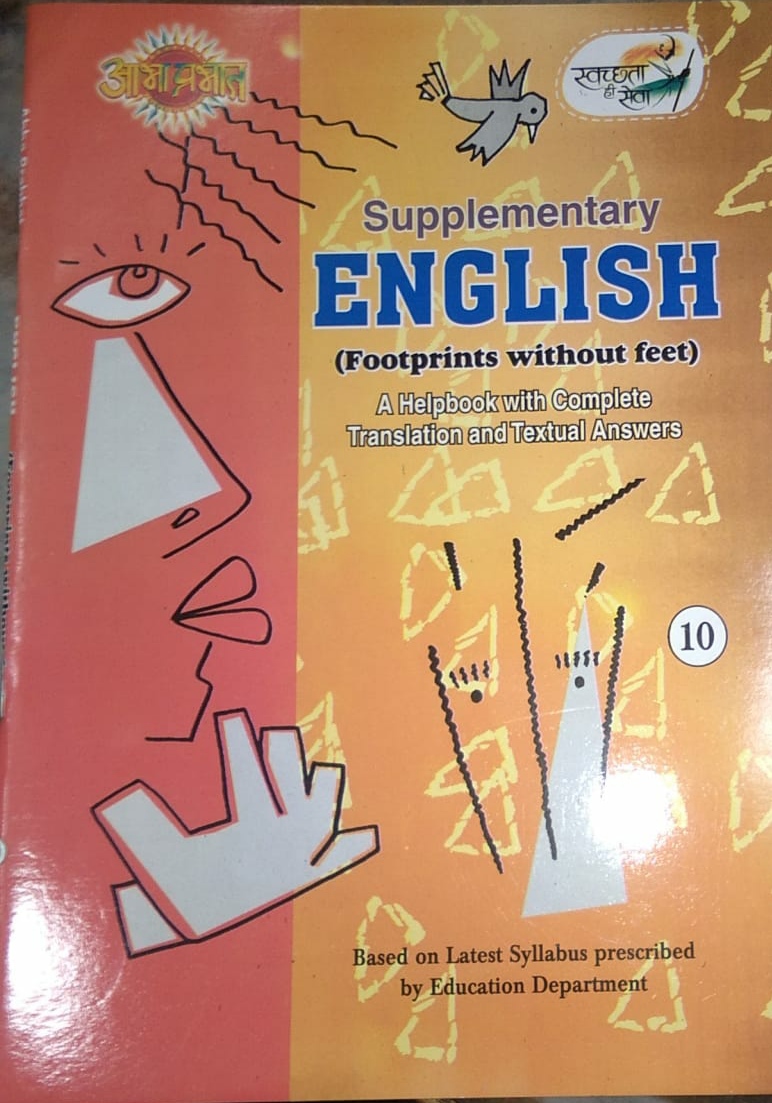 आभा प्रभात
स्वच्छता
ही
सेवा
Supplementary
ENGLISH
(Footprints without feet)
A Helpbook with Complete
Translation and Textual Answers
10
Based on Latest Syllabus prescribed
by Education Department